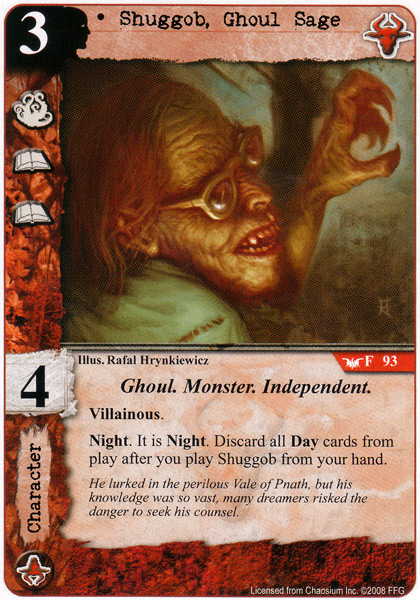 3
• Shuggob, Ghoul Sage
Illus. Rafal Hrynkiewicz
F 93
4
Ghoul. Monster. Independent.
Villainous.
Night. It is Night. Discard all Day cards from
play after you play Shuggob from your hand.
He lurked in the perilous Vale of Pnath, but his
knowledge was so vast, many dreamers risked the
danger to seek his counsel.
Character
Licensed from Chaosium Inc. ©2008 FFG